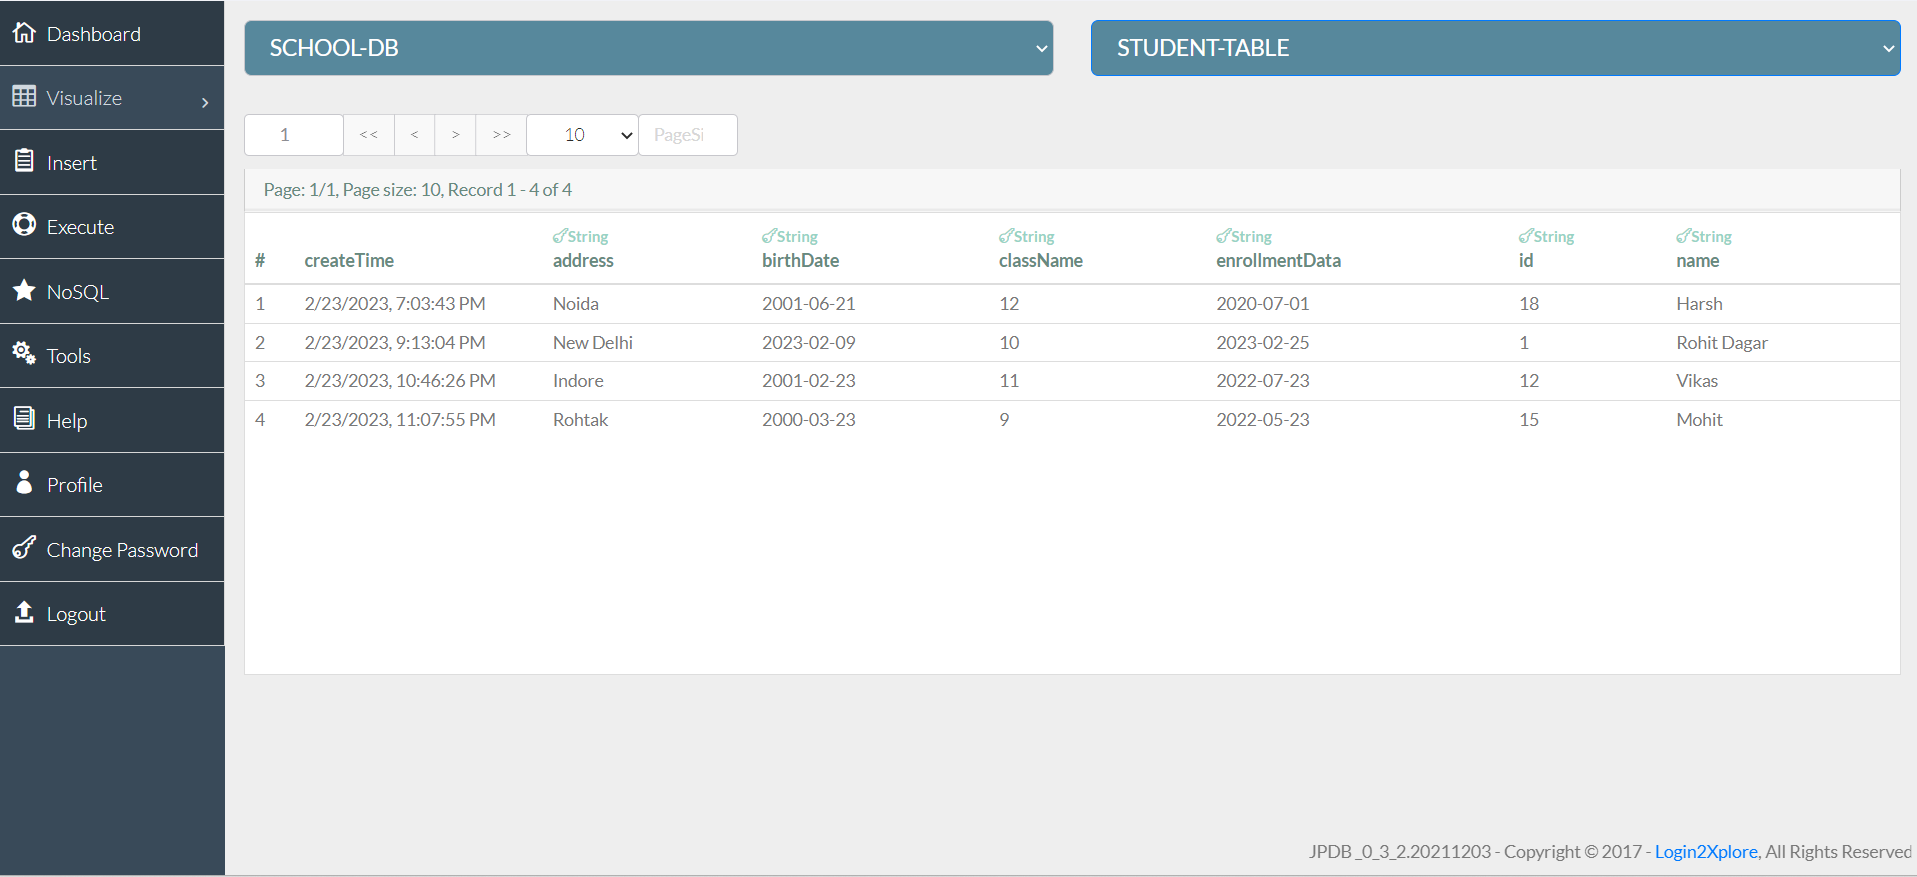 Dashboard
Visualize
Insert
Execute
NoSQL
Tools
Help
Profile
Change Password
Logout
SCHOOL-DB STUDENT-TABLE
1 << < > >> 10 PageSi
Page: 1/1, Page size: 10, Record 1 - 4 of 4
String String String String String String
# createTime address birthDate className enrollmentData id name
1 2/23/2023, 7:03:43 PM Noida 2001-06-21 12 2020-07-01 18 Harsh
2 2/23/2023, 9:13:04 PM New Delhi 2023-02-09 10 2023-02-25 1 Rohit Dagar
3 2/23/2023, 10:46:26 PM Indore 2001-02-23 11 2022-07-23 12 Vikas
4 2/23/2023, 11:07:55 PM Rohtak 2000-03-23 9 2022-05-23 15 Mohit
JPDB_0_3_2.20211203 - Copyright © 2017 - Login2Xplore, All Rights Reserved